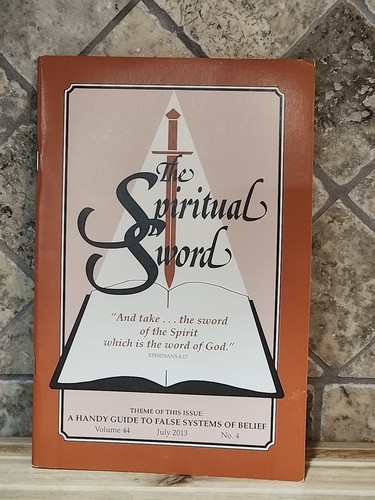 The
Spiritual
Sword
"And take . . . the sword
of the Spirit
which is the word of God."
EPHESIANS 6:17
THEME OF THIS ISSUE:
A HANDY GUIDE TO FALSE SYSTEMS OF BELIEF
Volume 44 July 2013 No. 4